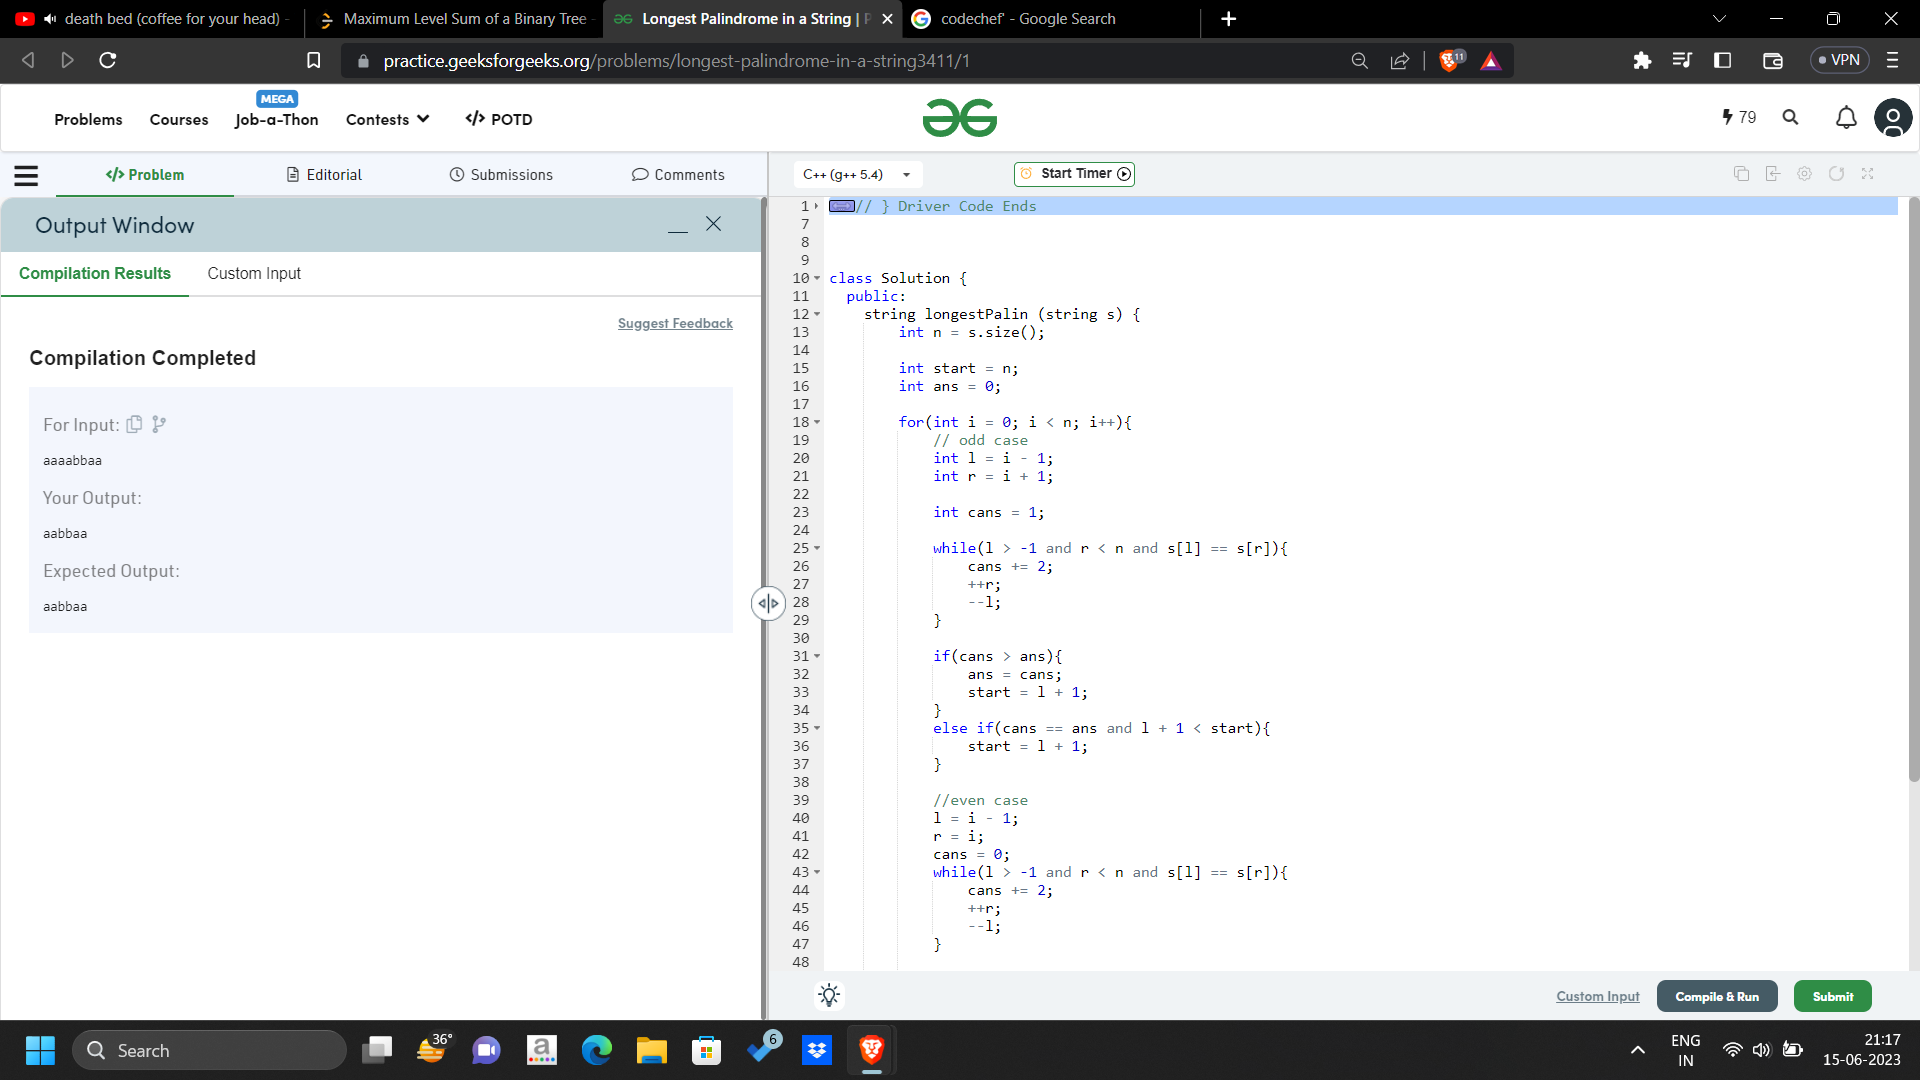 death bed (coffee for your head) -
Maximum Level Sum of a Binary Tree -
Longest Palindrome in a String | P
codechef' - Google Search
practice.geeksforgeeks.org/problems/longest-palindrome-in-a-string3411/1
11
VPN
MEGA
Problems
Courses
Job-a-Thon
Contests
</> POTD
79
</> Problem
Editorial
Submissions
Comments
C++ (g++ 5.4)
Start Timer
Output Window
Compilation Results
Custom Input
Suggest Feedback
Compilation Completed
For Input:
aaaabbaa
Your Output:
aabbaa
Expected Output:
aabbaa
1 // } Driver Code Ends
7
8
9
10 class Solution {
11 public:
12 string longestPalin (string s) {
13 int n = s.size();
14
15 int start = n;
16 int ans = 0;
17
18 for(int i = 0; i < n; i++){
19 // odd case
20 int l = i - 1;
21 int r = i + 1;
22
23 int cans = 1;
24
25 while(l > -1 and r < n and s[l] == s[r]){
26 cans += 2;
27 ++r;
28 --l;
29 }
30
31 if(cans > ans){
32 ans = cans;
33 start = l + 1;
34 }
35 else if(cans == ans and l + 1 < start){
36 start = l + 1;
37 }
38
39 //even case
40 l = i - 1;
41 r = i;
42 cans = 0;
43 while(l > -1 and r < n and s[l] == s[r]){
44 cans += 2;
45 ++r;
46 --l;
47 }
48
Custom Input
Compile & Run
Submit
Search
36°
a
6
ENG
IN
21:17
15-06-2023